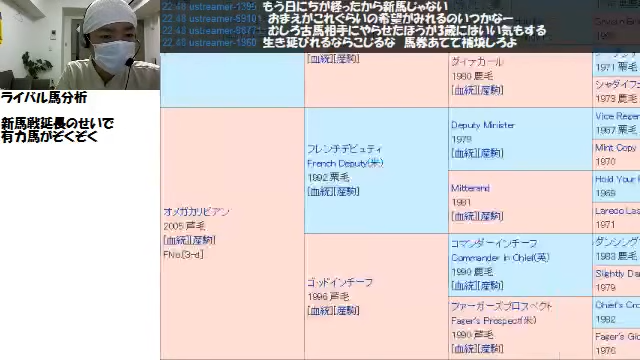 22:48 ustreamer-1395 もう日にちが経ったから新馬じゃない
おまえがこれぐらいの希望がみれるのいつかなー
むしろ古馬相手にやらせたほうが3歳にはいい気もする
生き延びれるならこじるな 馬券あてて補填しろよ
ライバル馬分析
新馬戦延長のせいで
有力馬がぞくぞく
[血統][産駒]
ダイナカール
1980 鹿毛
[血統][産駒]
1971 栗毛
1973 鹿毛
オメガカリビアン
2005 芦毛
[血統][産駒]
FNo.[3-d]
フレンチデピュティ
French Deputy(米)
1992 栗毛
[血統][産駒]
ゴッドインチーフ
1996 芦毛
[血統][産駒]
Deputy Minister
1979
[血統][産駒]
Mitterand
1981
[血統][産駒]
コマンダーインチーフ
Commander in Chief(英)
1990 鹿毛
[血統][産駒]
ファーガーズプロスペクト
Fager's Prospect(米)
1990 芦毛
[血統][産駒]
Vice Reger
1967 栗毛
Mint Copy
1970
Hold Your
1969
Laredo Las
1971
ダンシング
1983 鹿毛
Slightly Da
1979
Chief's Cro
1982
Fager's Glo
1976